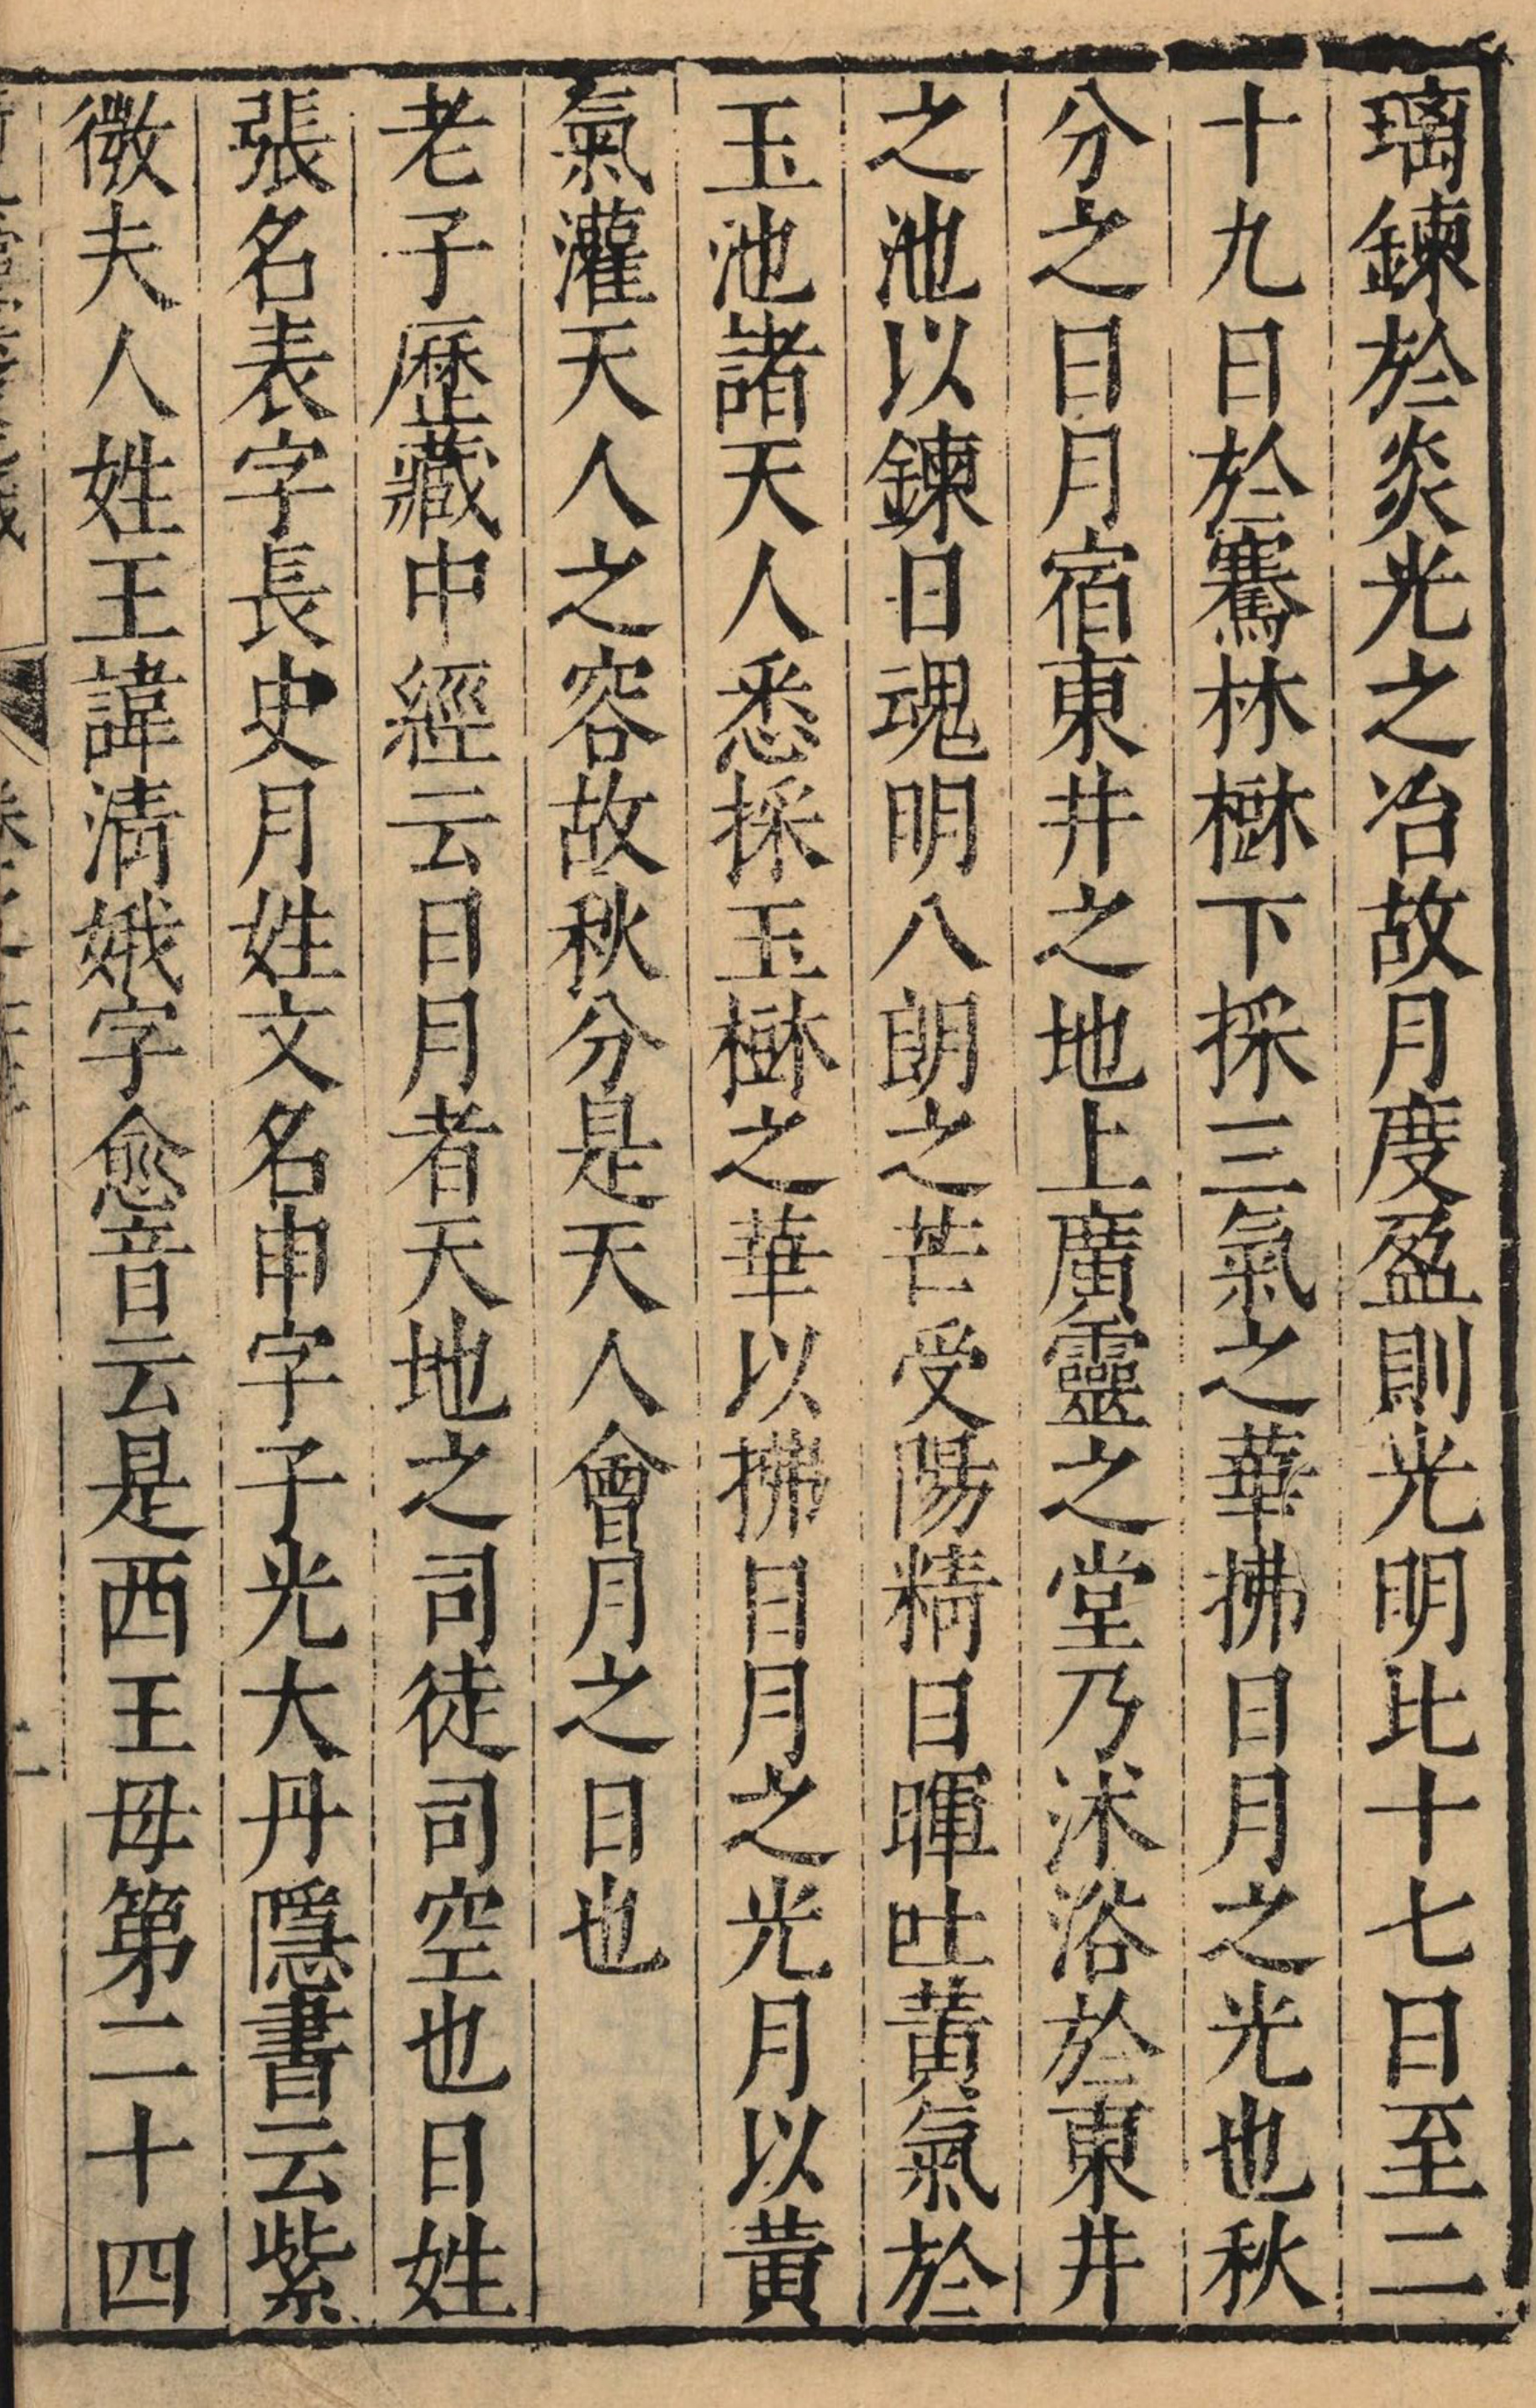 璃鍊於炎光之冶故月度盈則光明比十七日至二
十九日於騫林樹下採三氣之華拂日月之光也秋
分之日月宿東井之地上廣靈之堂乃沐浴於東井
之池以鍊日魂明八朗之芒受陽精日暉吐黃氣於
玉池諸天人悉採玉樹之華以拂日月之光月以黃
氣灌天人之容故秋分是天人會月之日也
老子歷藏中經云日月者天地之司徒司空也日姓
張名表字長史月姓文名申字子光大丹隱書云紫
微夫人姓王諱清娥字愈音云是西王母第二十四